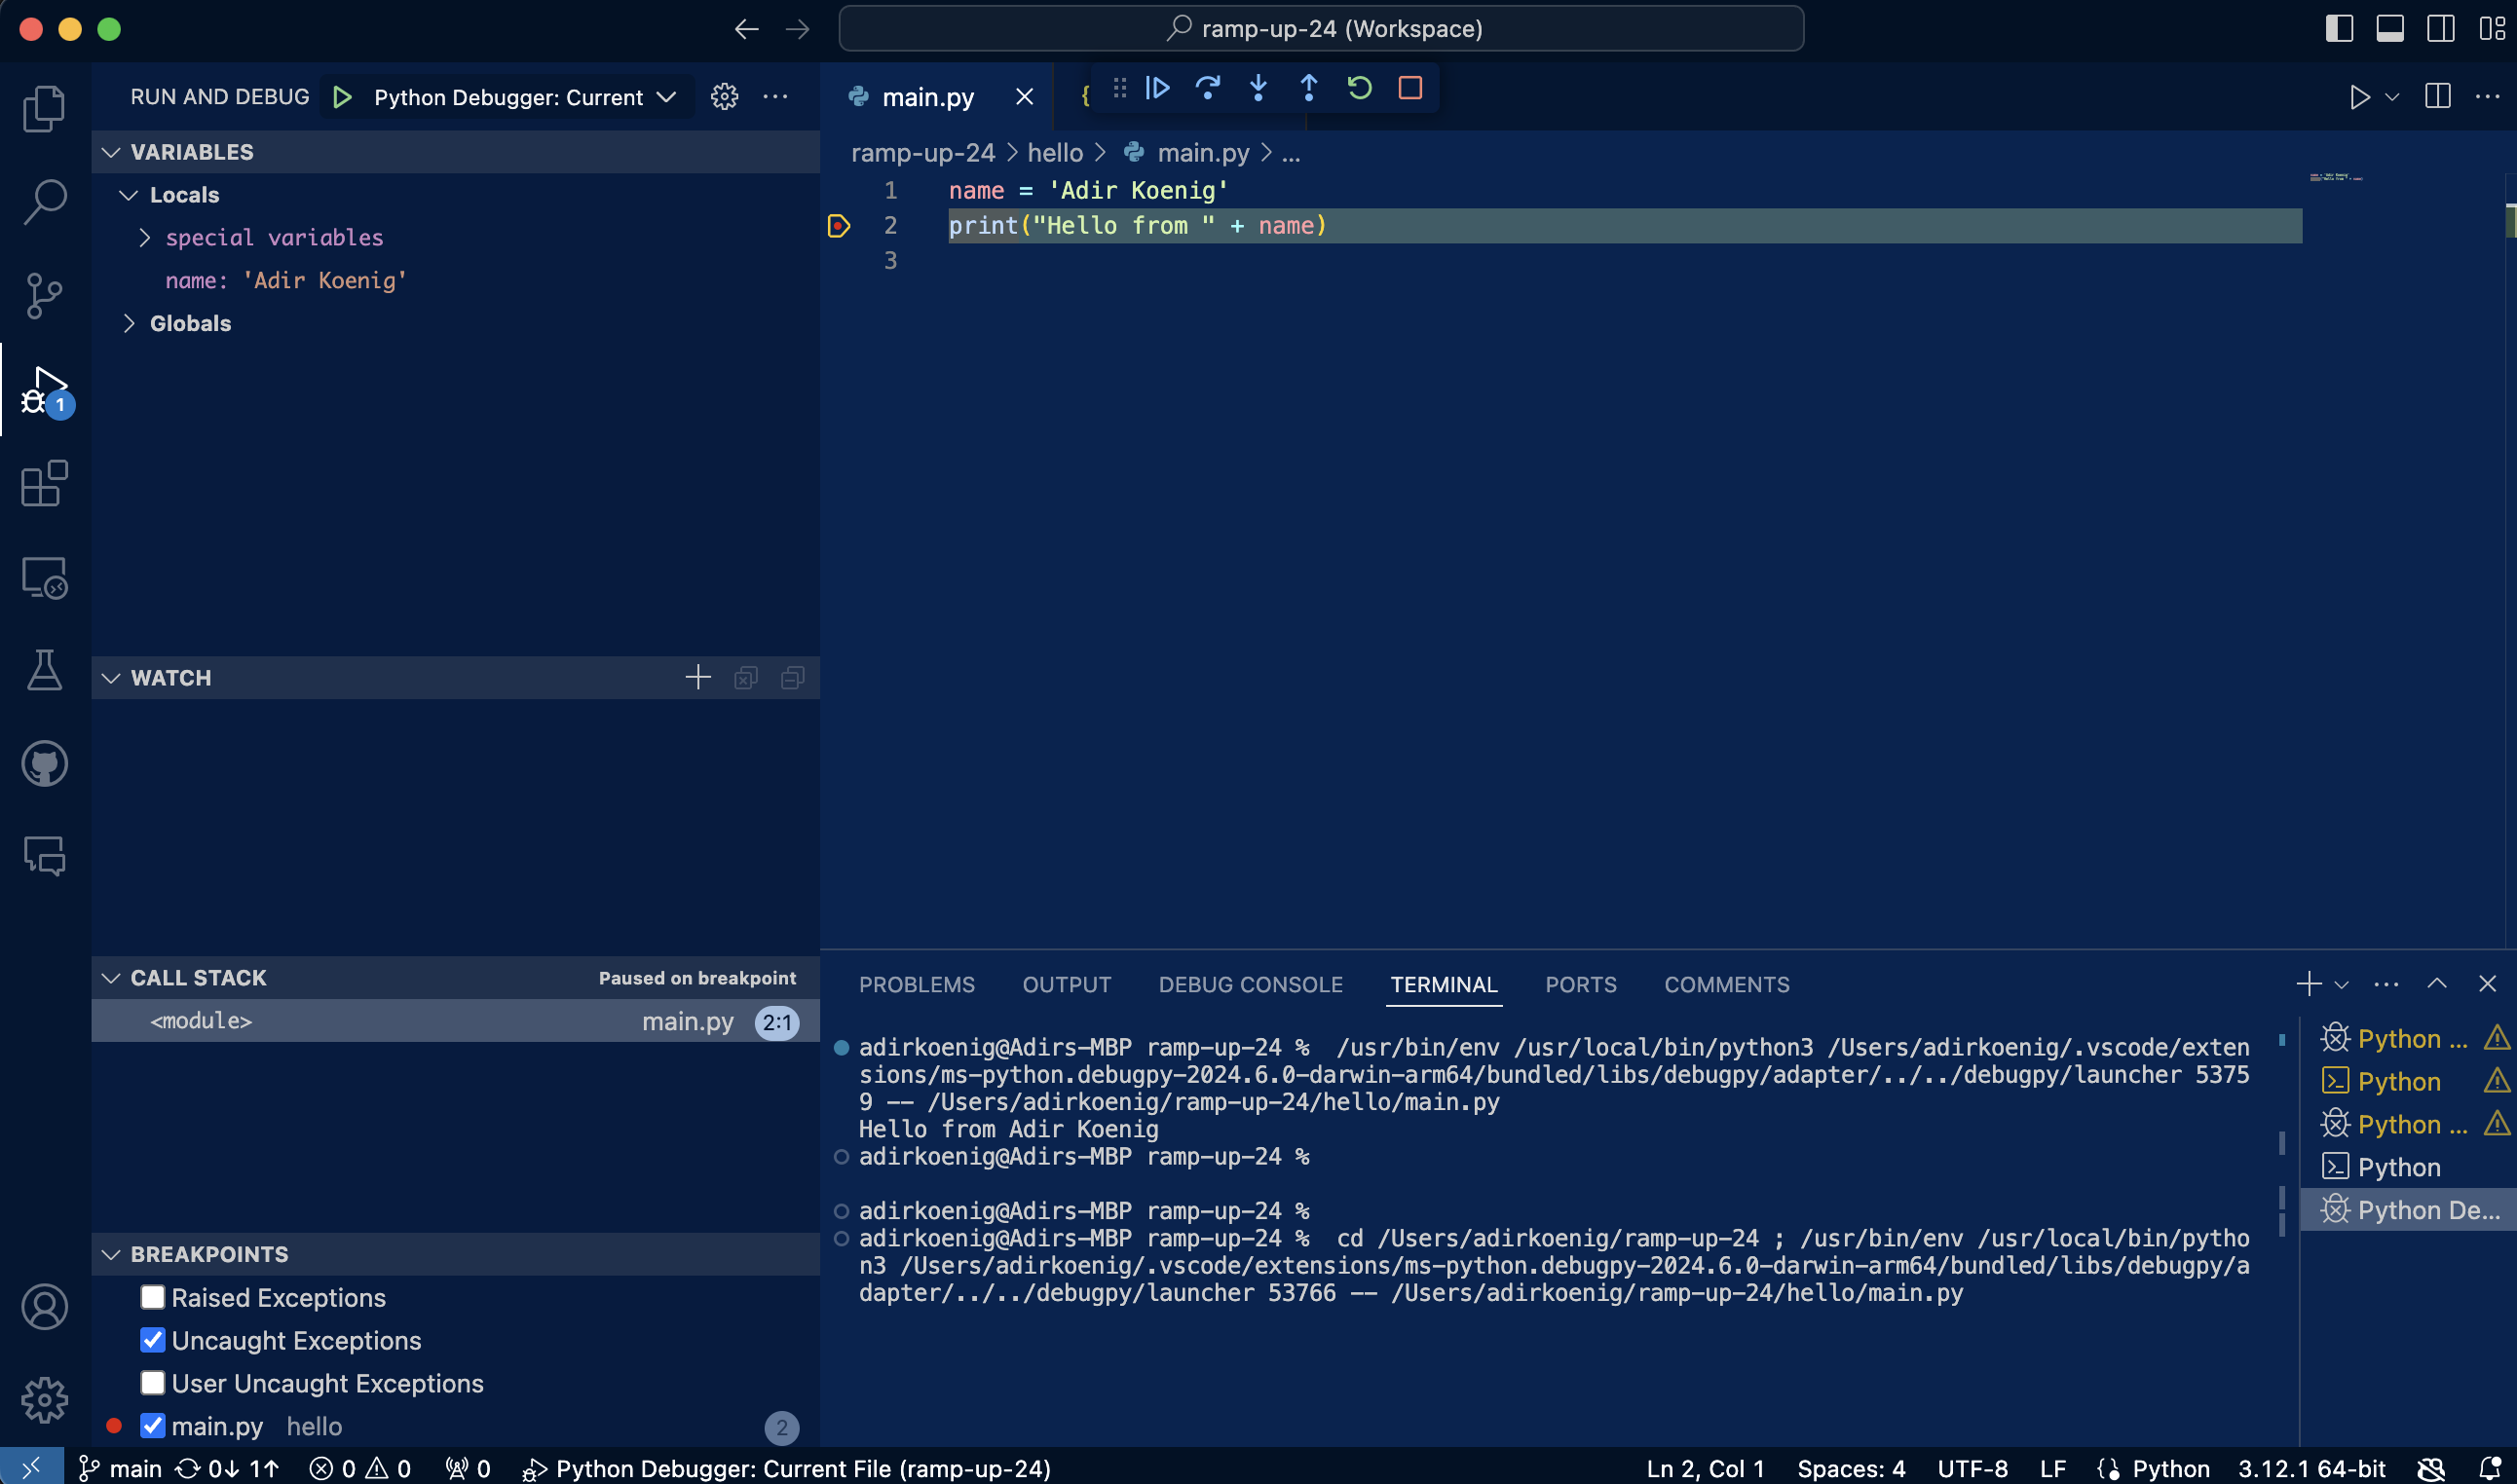 ramp-up-24 (Workspace)
RUN AND DEBUG
Python Debugger: Current
VARIABLES
Locals
special variables
name: 'Adir Koenig'
Globals
1
WATCH
CALL STACK
Paused on breakpoint
<module>
main.py
2:1
BREAKPOINTS
Raised Exceptions
Uncaught Exceptions
User Uncaught Exceptions
main.py hello
2
main.py
{
ramp-up-24 > hello > main.py > ...
1 name = 'Adir Koenig'
2 print("Hello from " + name)
3
PROBLEMS
OUTPUT
DEBUG CONSOLE
TERMINAL
PORTS
COMMENTS
adirkoenig@Adirs-MBP ramp-up-24 %  /usr/bin/env /usr/local/bin/python3 /Users/adirkoenig/.vscode/exten
sions/ms-python.debugpy-2024.6.0-darwin-arm64/bundled/libs/debugpy/adapter/../../debugpy/launcher 5375
9 -- /Users/adirkoenig/ramp-up-24/hello/main.py
Hello from Adir Koenig
adirkoenig@Adirs-MBP ramp-up-24 %
adirkoenig@Adirs-MBP ramp-up-24 %
adirkoenig@Adirs-MBP ramp-up-24 %  cd /Users/adirkoenig/ramp-up-24 ; /usr/bin/env /usr/local/bin/pytho
n3 /Users/adirkoenig/.vscode/extensions/ms-python.debugpy-2024.6.0-darwin-arm64/bundled/libs/debugpy/a
dapter/../../debugpy/launcher 53766 -- /Users/adirkoenig/ramp-up-24/hello/main.py
Python ...
Python
Python ...
Python
Python De...
main 0↓ 1↑ 0 0 0 Python Debugger: Current File (ramp-up-24)
Ln 2, Col 1 Spaces: 4 UTF-8 LF Python 3.12.1 64-bit